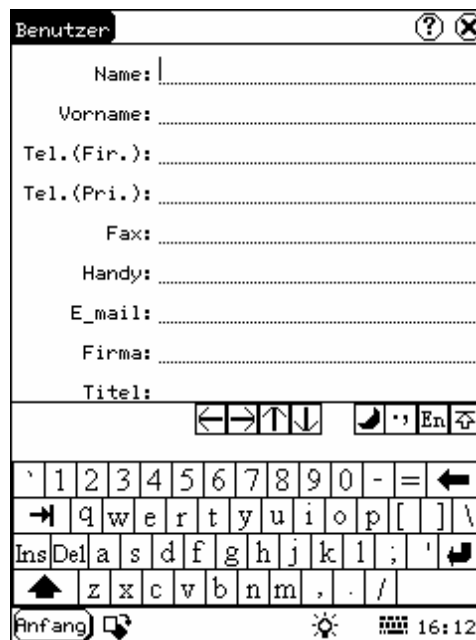 Benutzer ?
Name:
Vorname:
Tel.(Fir.):
Tel.(Pri.):
Fax:
Handy:
E_mail:
Firma:
Titel:
·, En
` 1 2 3 4 5 6 7 8 9 0 - =
q w e r t y u i o p [ ] \
Ins Del a s d f g h j k l ; '
z x c v b n m , . /
Anfang 16:12